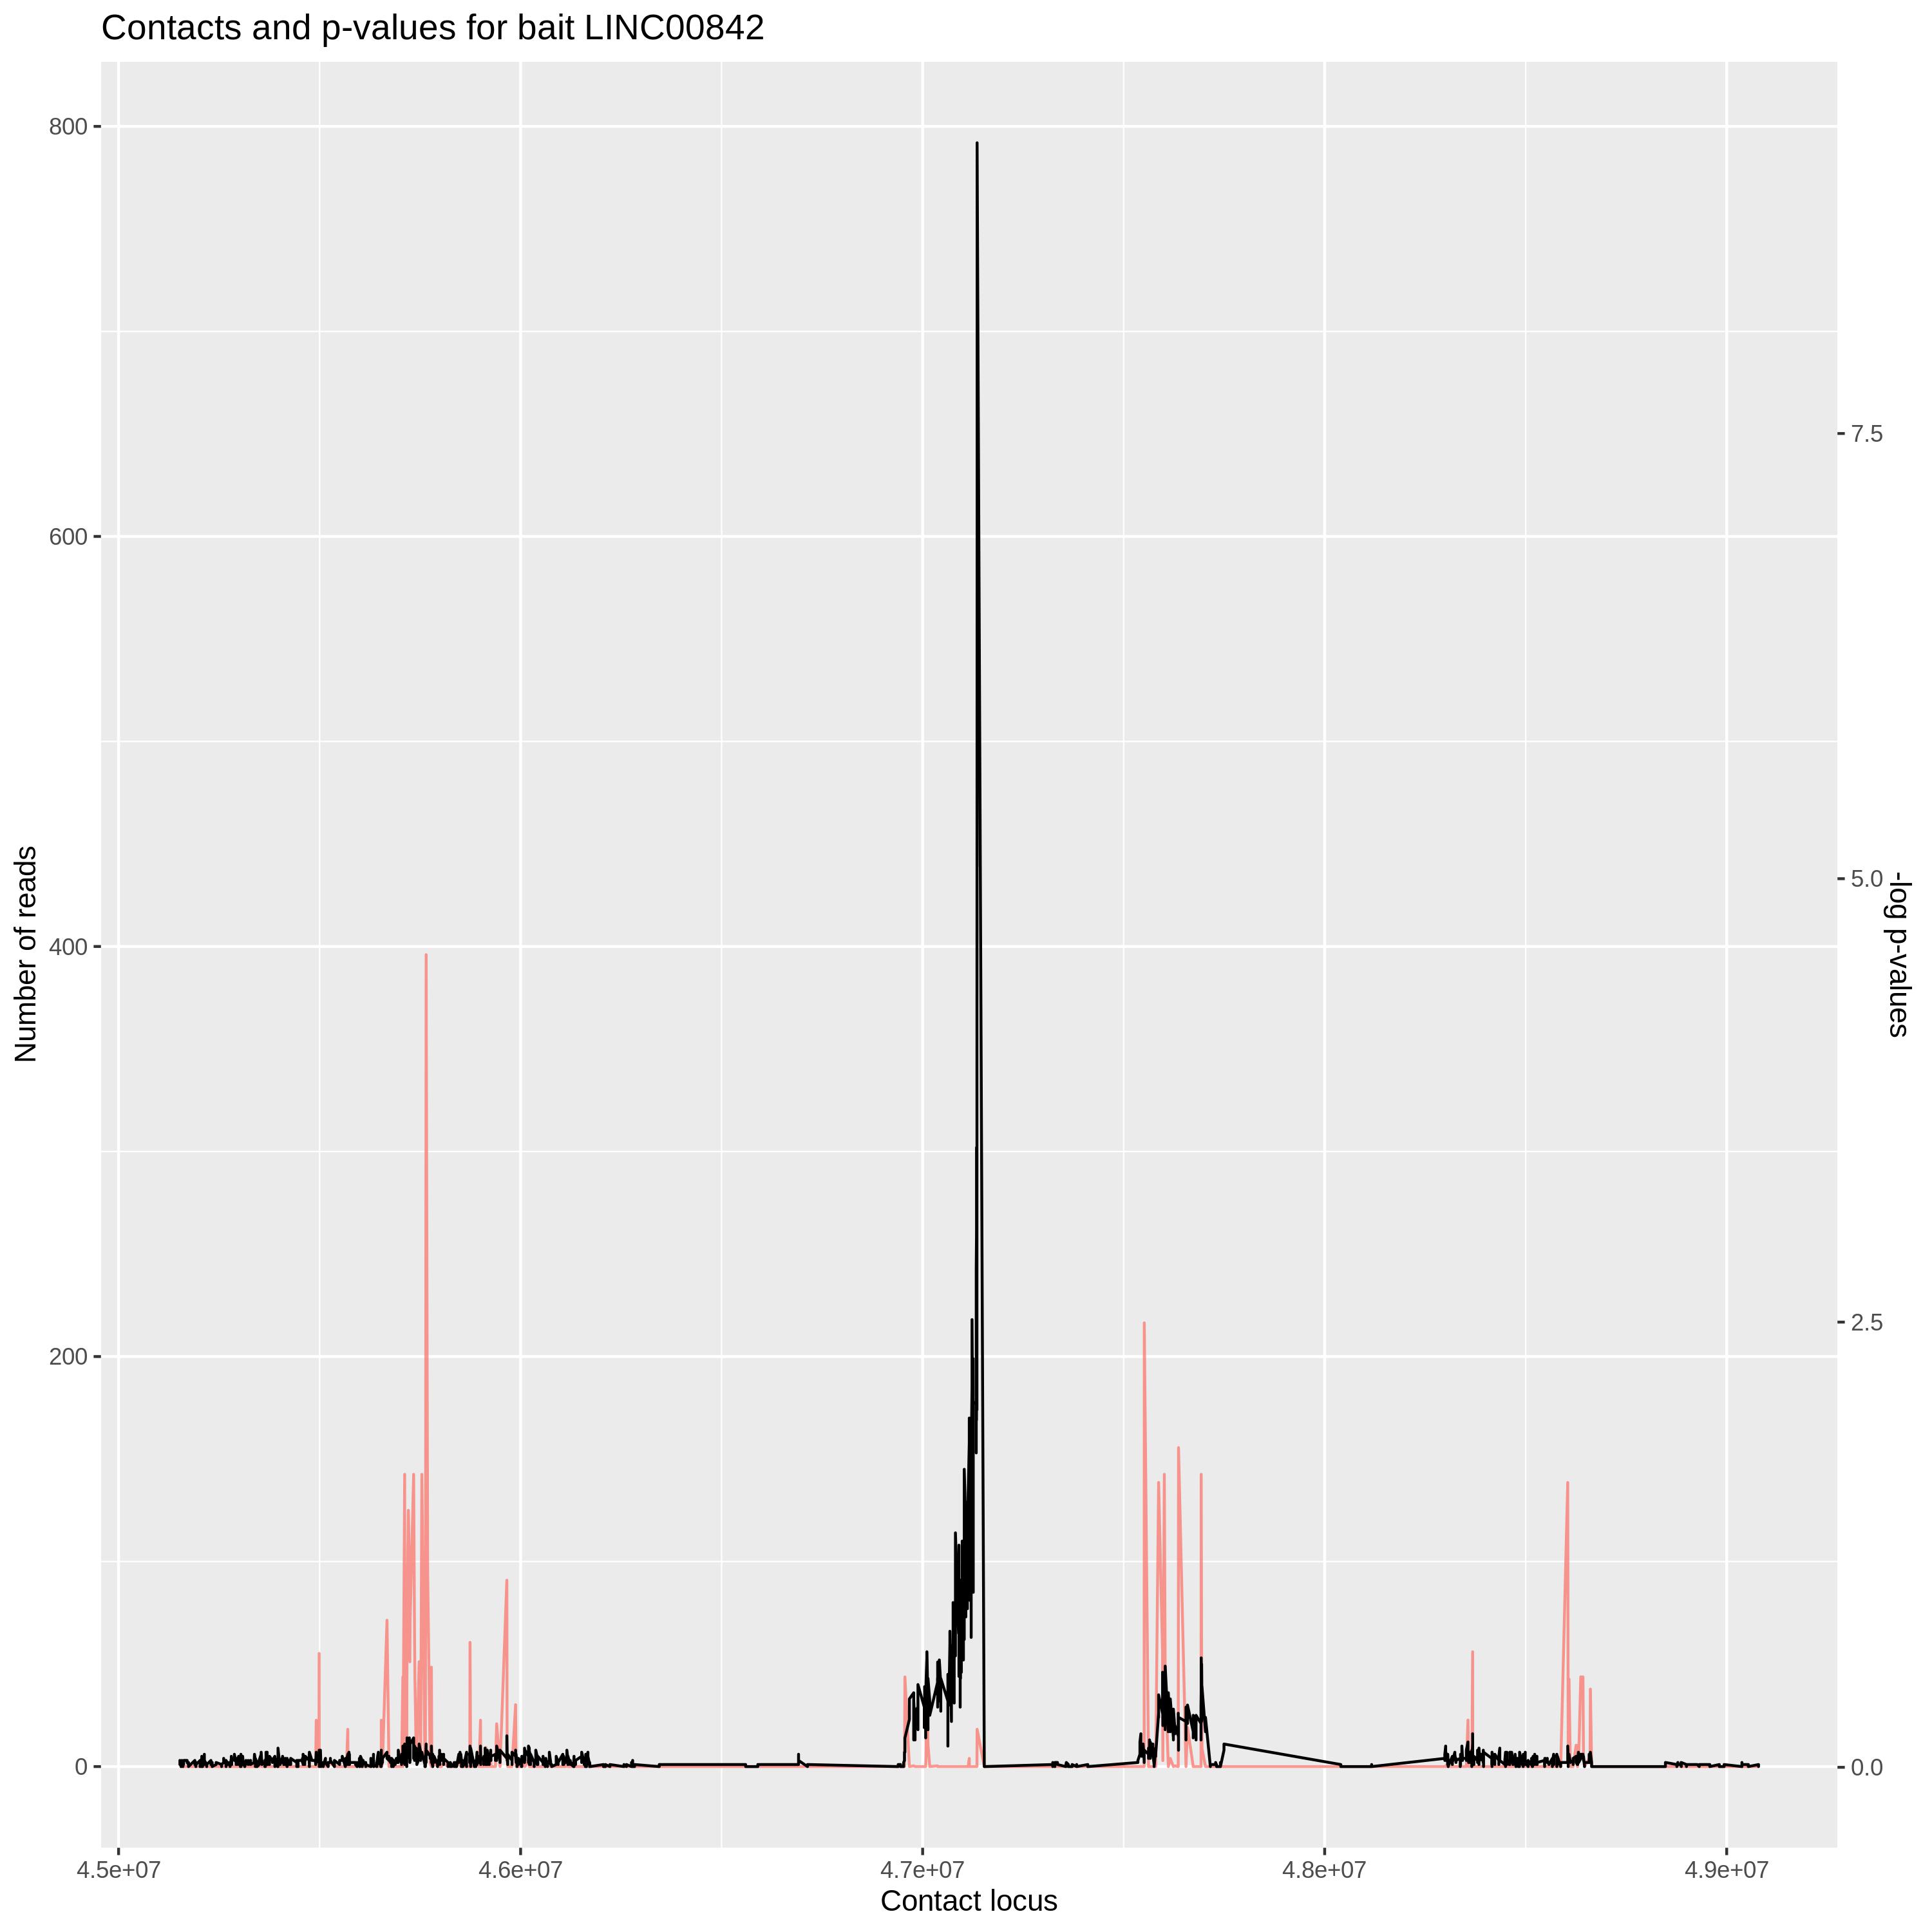 Contacts and p-values for bait LINC00842
800
600
400
200
0
Number of reads
7.5
5.0
2.5
0.0
-log p-values
4.5e+07 4.6e+07 4.7e+07 4.8e+07 4.9e+07
Contact locus